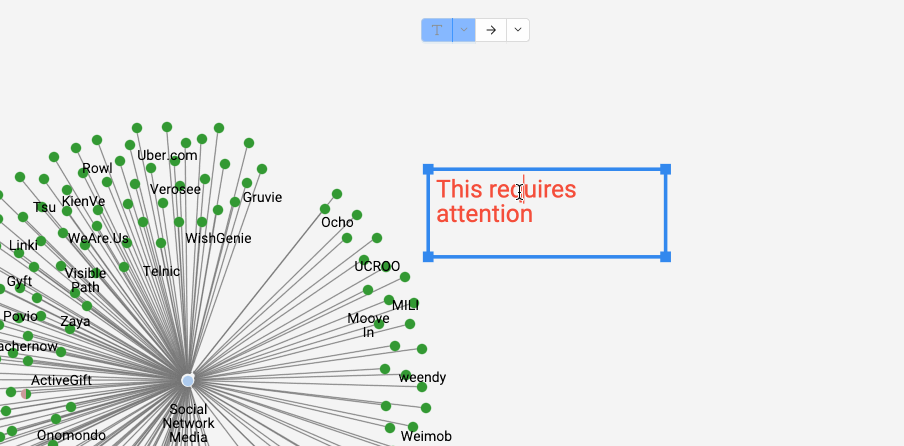 T
This requires
attention
Uber.com
Rowl
Verosee
Gruvie
KienVe
Tsu
Ocho
WeAre.Us
WishGenie
Linki
UCROO
Telnic
Visible
Path
Gyft
MILI
Povio
Zaya
Moove
In
achernow
weendy
ActiveGift
Social
Network
Media
Onomondo
Weimob